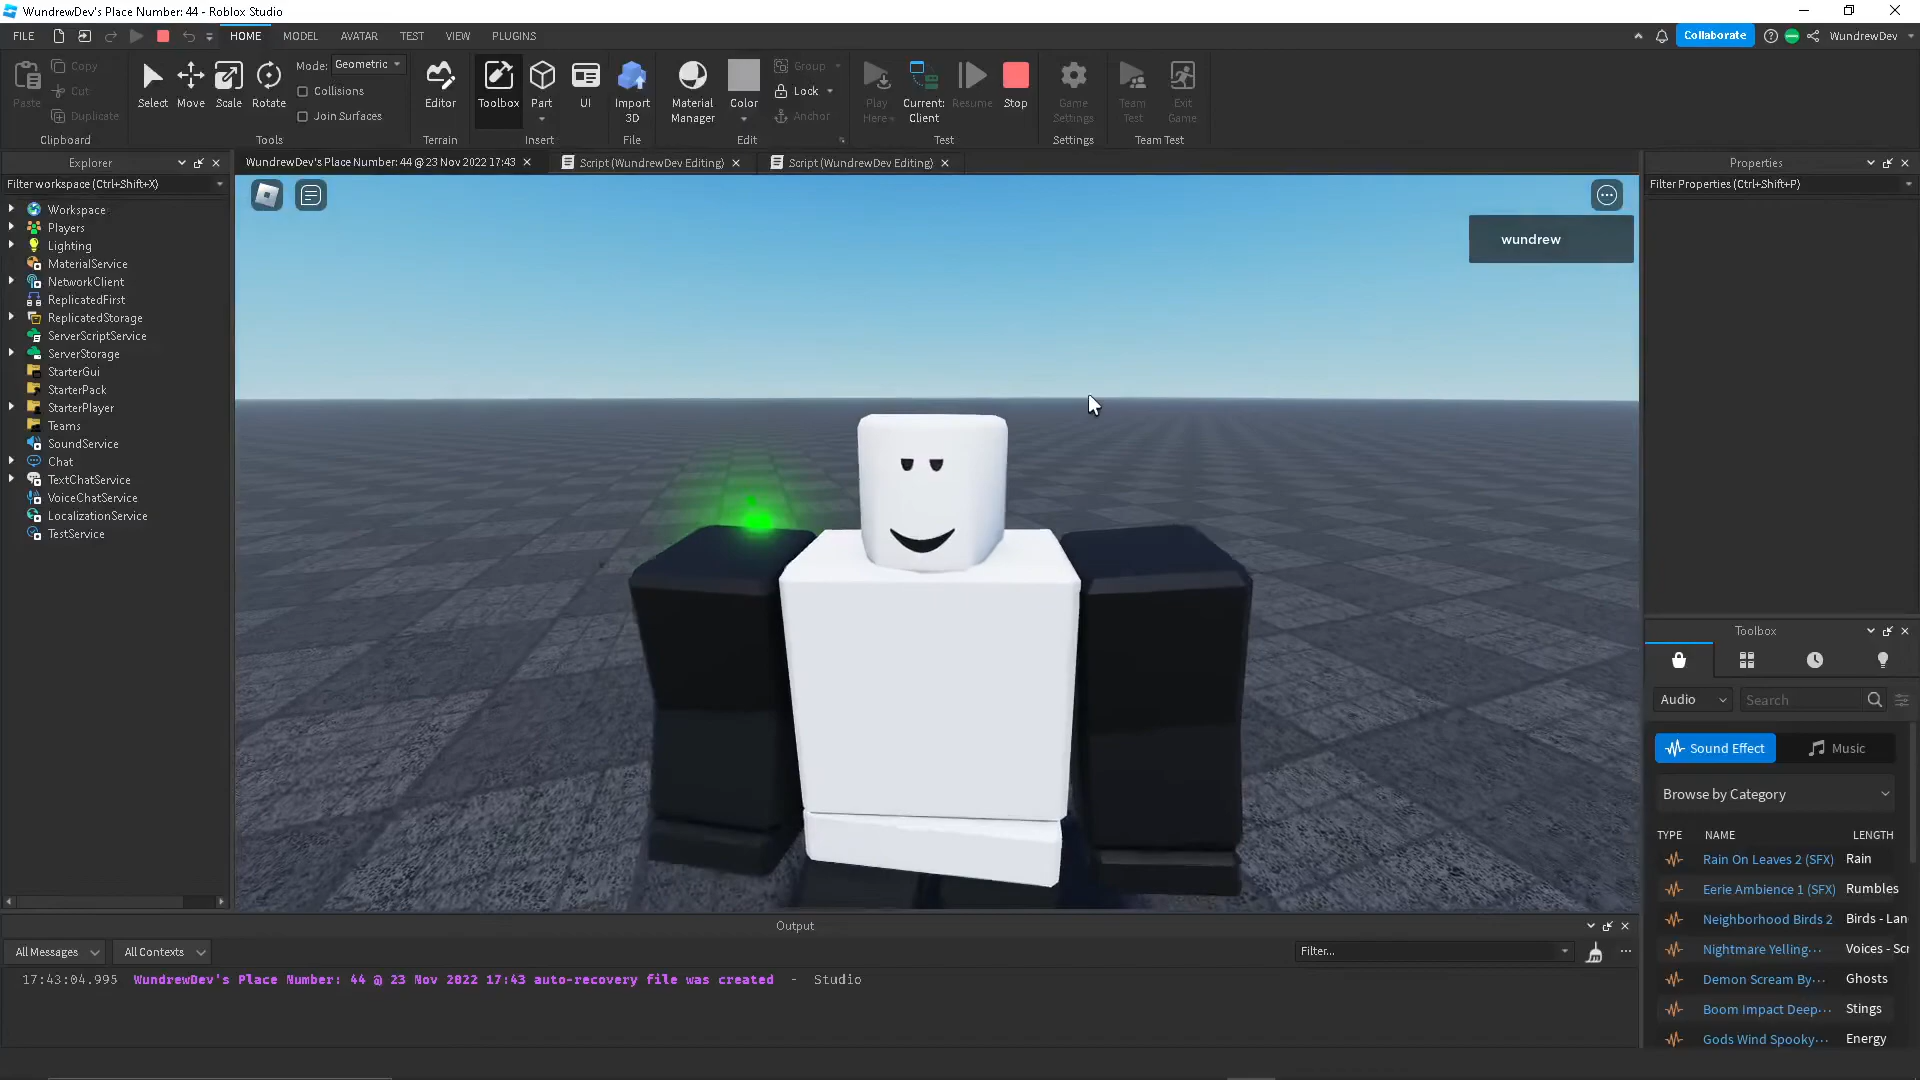 WundrewDev's Place Number: 44 - Roblox Studio
FILE HOME MODEL AVATAR TEST VIEW PLUGINS Collaborate WundrewDev
Paste Copy Cut Duplicate
Select Move Scale Rotate
Mode: Geometric
Collisions
Join Surfaces
Editor Toolbox Part UI Import 3D
Material Manager Color
Group Lock Anchor
Play Here Current: Client Resume Stop
Game Settings Team Test Exit Game
Clipboard Tools Terrain Insert File Edit Test Settings Team Test
Explorer
Filter workspace (Ctrl+Shift+X)
Workspace
Players
Lighting
MaterialService
NetworkClient
ReplicatedFirst
ReplicatedStorage
ServerScriptService
ServerStorage
StarterGui
StarterPack
StarterPlayer
Teams
SoundService
Chat
TextChatService
VoiceChatService
LocalizationService
TestService
WundrewDev's Place Number: 44 @ 23 Nov 2022 17:43
Script (WundrewDev Editing)
Script (WundrewDev Editing)
wundrew
Properties
Filter Properties (Ctrl+Shift+P)
Toolbox
Audio Search
Sound Effect Music
Browse by Category
TYPE NAME LENGTH
Rain On Leaves 2 (SFX) Rain
Eerie Ambience 1 (SFX) Rumbles
Neighborhood Birds 2 Birds - Lan
Nightmare Yelling... Voices - Scr
Demon Scream By... Ghosts
Boom Impact Deep... Stings
Gods Wind Spooky... Energy
Output
All Messages All Contexts Filter...
17:43:04.995 WundrewDev's Place Number: 44 @ 23 Nov 2022 17:43 auto-recovery file was created - Studio